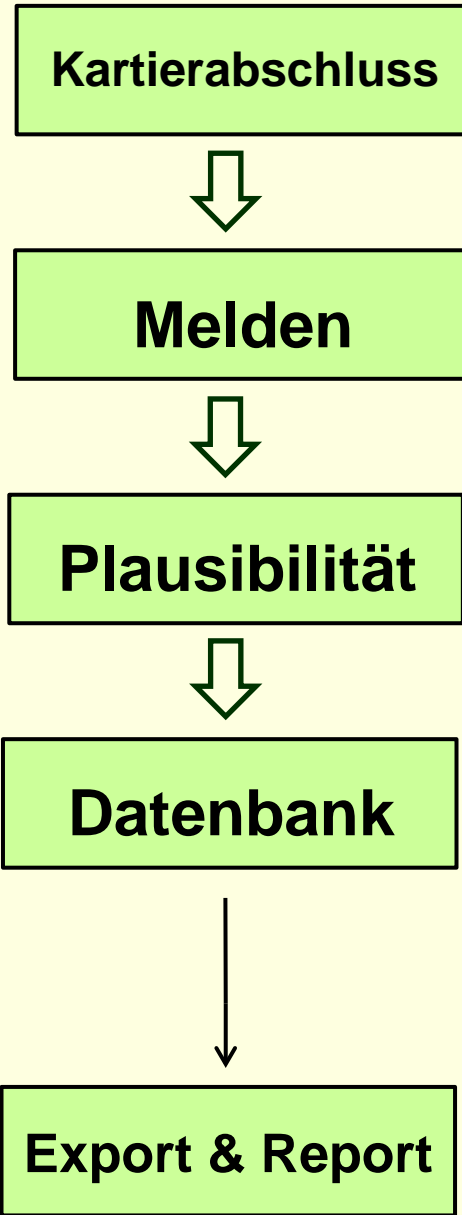 Kartierabschluss
Melden
Plausibilität
Datenbank
Export & Report